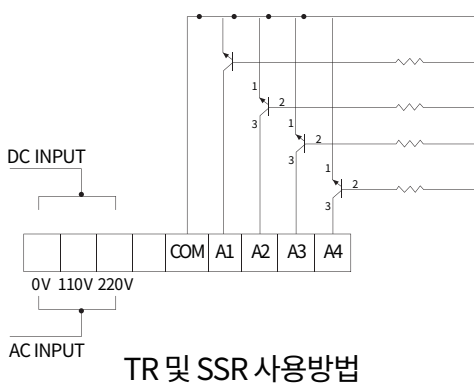 1
2
3
1
2
3
1
2
3
DC INPUT
COM A1 A2 A3 A4
0V 110V 220V
AC INPUT
TR 및 SSR 사용방법